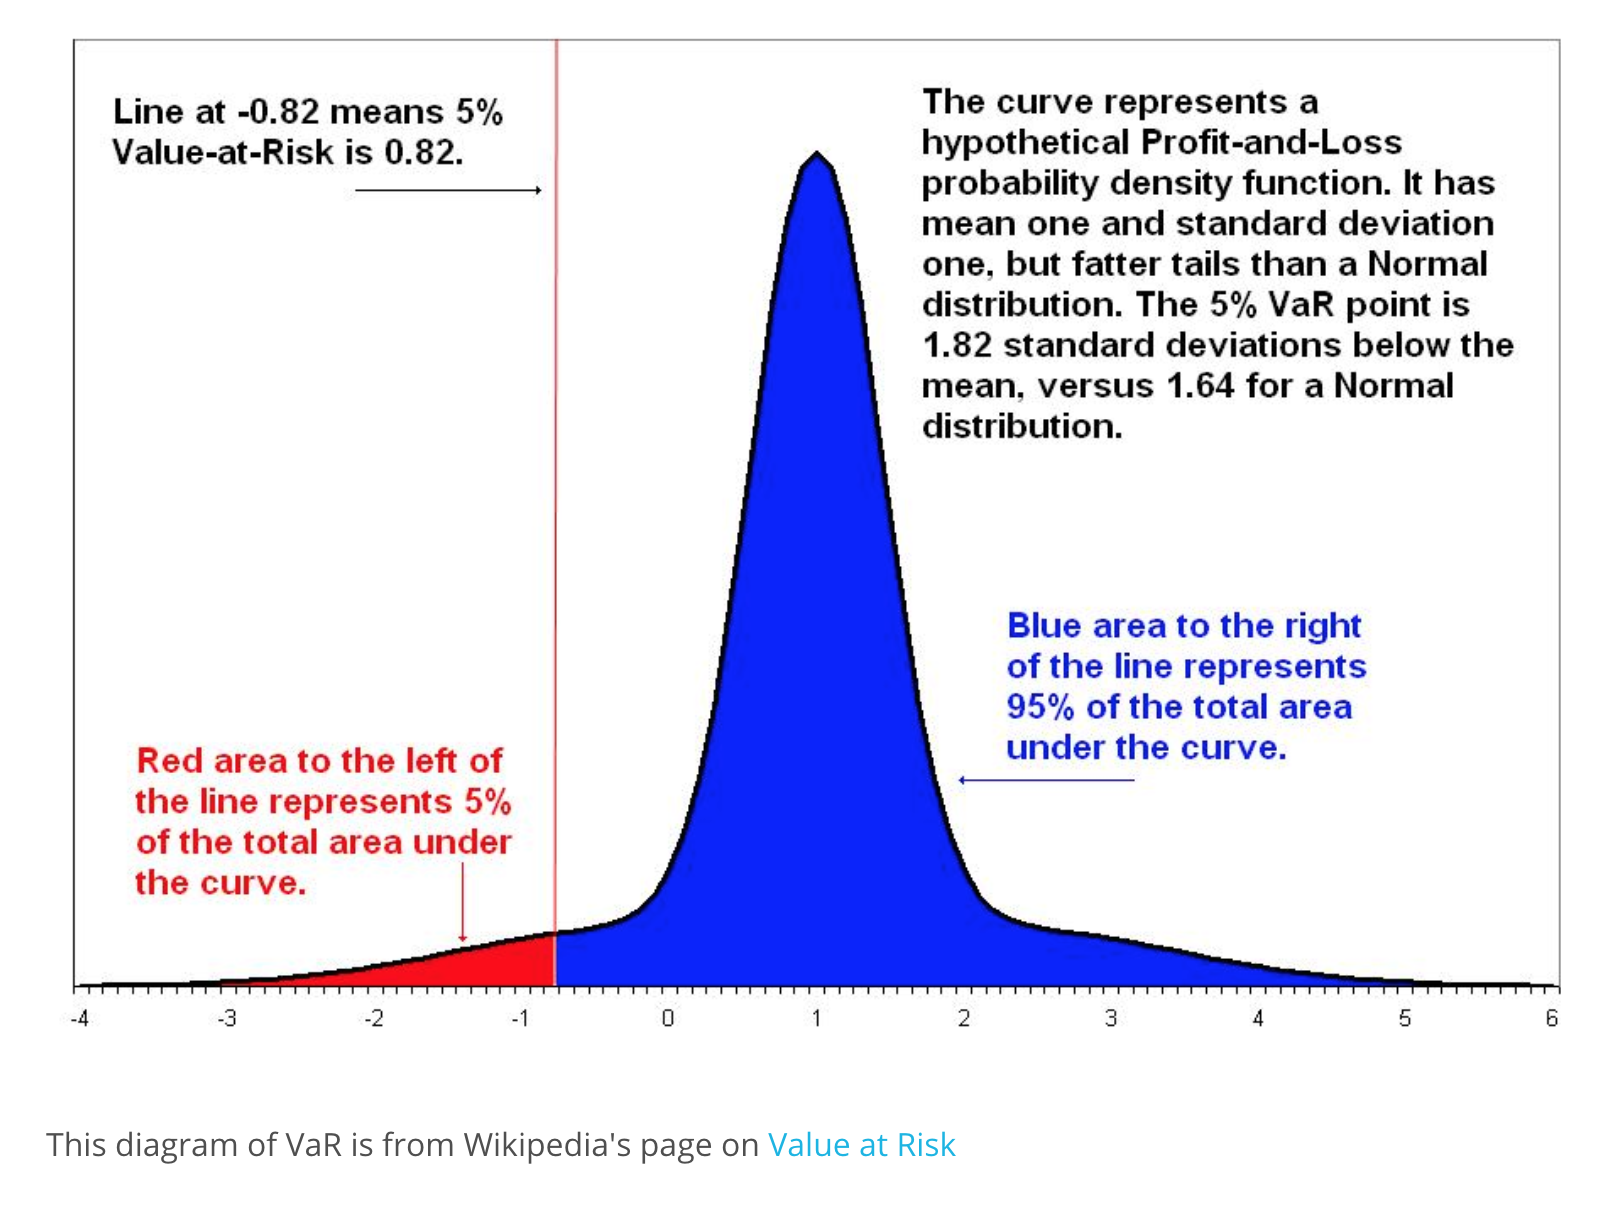 Line at -0.82 means 5%
Value-at-Risk is 0.82.
The curve represents a
hypothetical Profit-and-Loss
probability density function. It has
mean one and standard deviation
one, but fatter tails than a Normal
distribution. The 5% VaR point is
1.82 standard deviations below the
mean, versus 1.64 for a Normal
distribution.
Blue area to the right
of the line represents
95% of the total area
under the curve.
Red area to the left of
the line represents 5%
of the total area under
the curve.
-4 -3 -2 -1 0 1 2 3 4 5 6
This diagram of VaR is from Wikipedia's page on Value at Risk